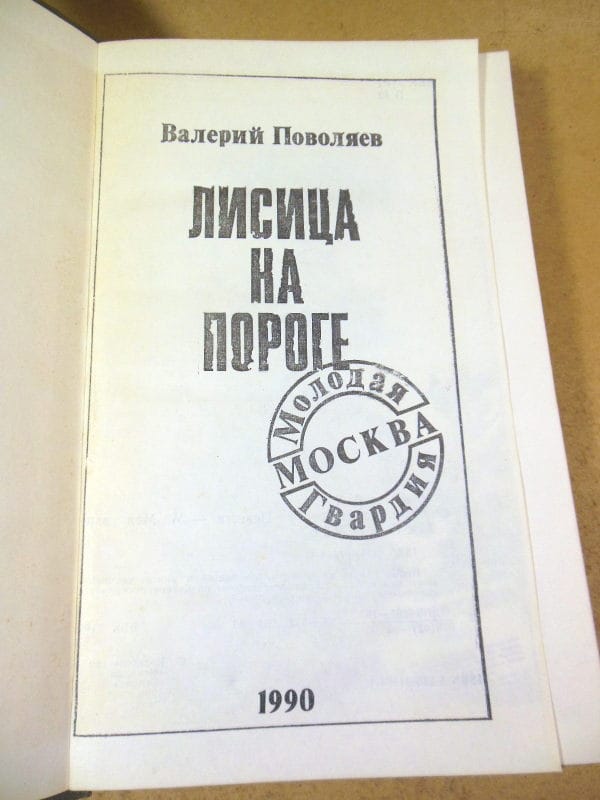 Валерий Поволяев
ЛИСИЦА
НА
ПОРОГЕ
Молодая
МОСКВА
Гвардия
1990